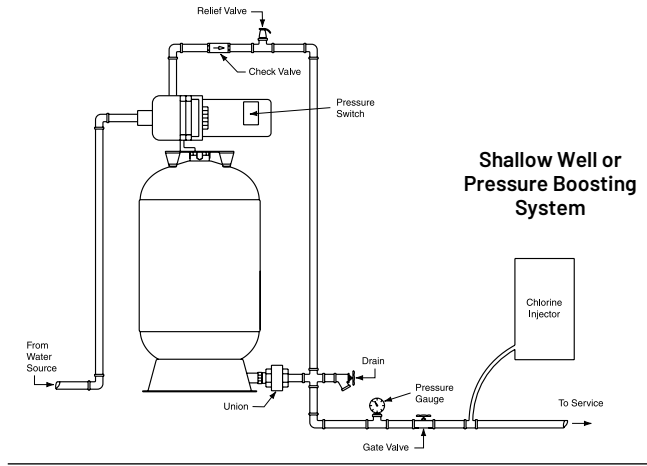 Relief Valve
Check Valve
Pressure
Switch
Shallow Well or
Pressure Boosting
System
Chlorine
Injector
From
Water
Source
Drain
Union
Pressure
Gauge
To Service
Gate Valve